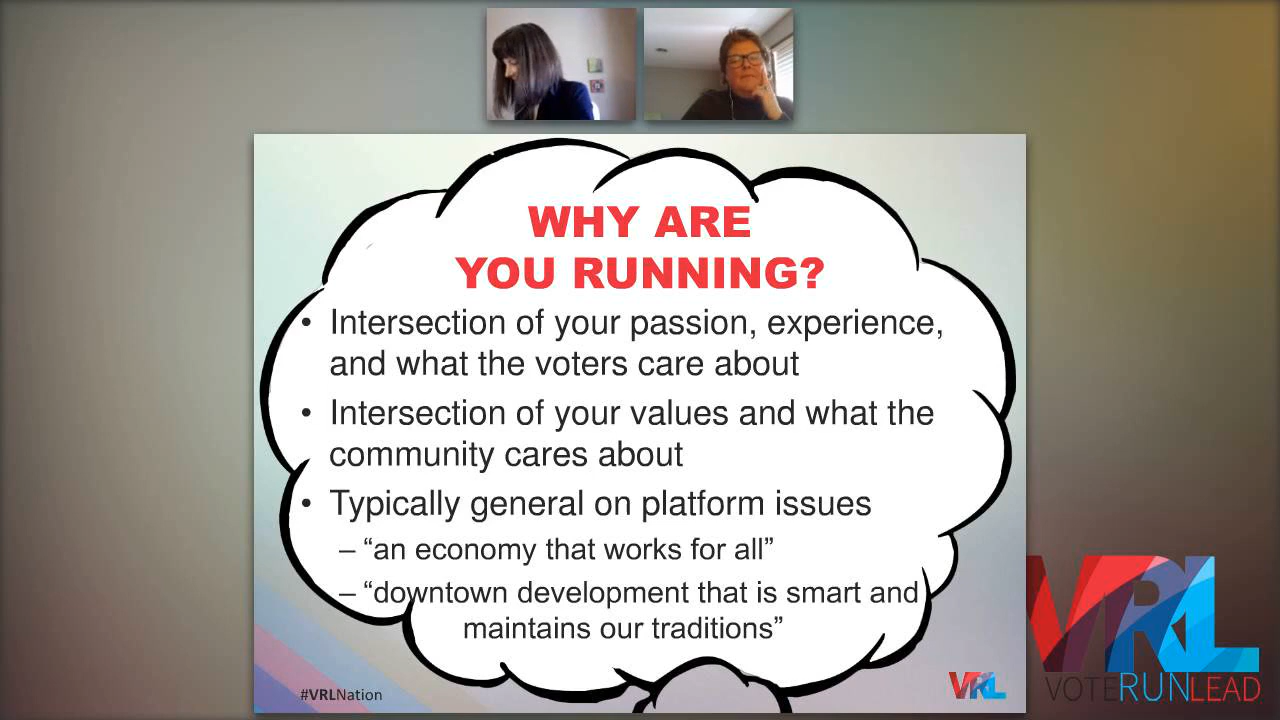 WHY ARE
YOU RUNNING?
• Intersection of your passion, experience,
and what the voters care about
• Intersection of your values and what the
community cares about
• Typically general on platform issues
– “an economy that works for all”
– “downtown development that is smart and
maintains our traditions”
#VRLNation
VRL
VRL
VOTERUNLEAD